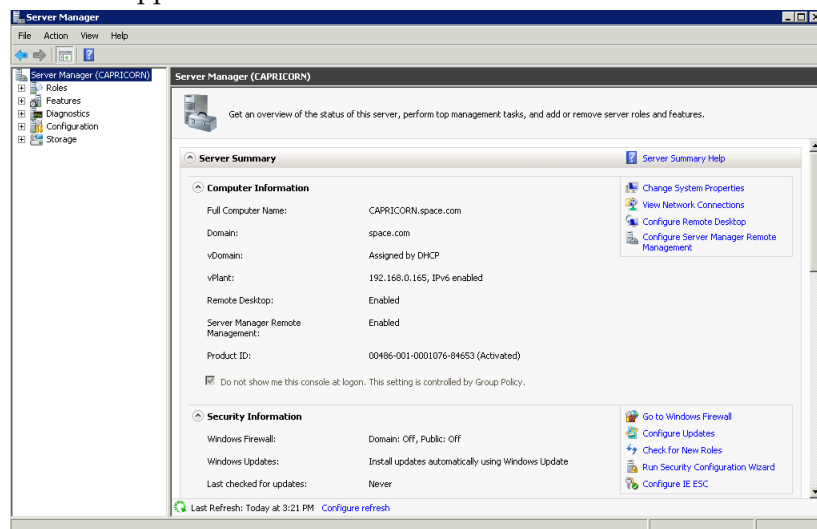 Server Manager
File Action View Help
Server Manager (CAPRICORN)
Roles
Features
Diagnostics
Configuration
Storage
Server Manager (CAPRICORN)
Get an overview of the status of this server, perform top management tasks, and add or remove server roles and features.
Server Summary
Server Summary Help
Computer Information
Full Computer Name: CAPRICORN.space.com
Domain: space.com
vDomain: Assigned by DHCP
vPlant: 192.168.0.165, IPv6 enabled
Remote Desktop: Enabled
Server Manager Remote Management: Enabled
Product ID: 00486-001-0001076-84653 (Activated)
Do not show me this console at logon. This setting is controlled by Group Policy.
Change System Properties
View Network Connections
Configure Remote Desktop
Configure Server Manager Remote
Management
Security Information
Windows Firewall: Domain: Off, Public: Off
Windows Updates: Install updates automatically using Windows Update
Last checked for updates: Never
Go to Windows Firewall
Configure Updates
Check for New Roles
Run Security Configuration Wizard
Configure IE ESC
Last Refresh: Today at 3:21 PM Configure refresh